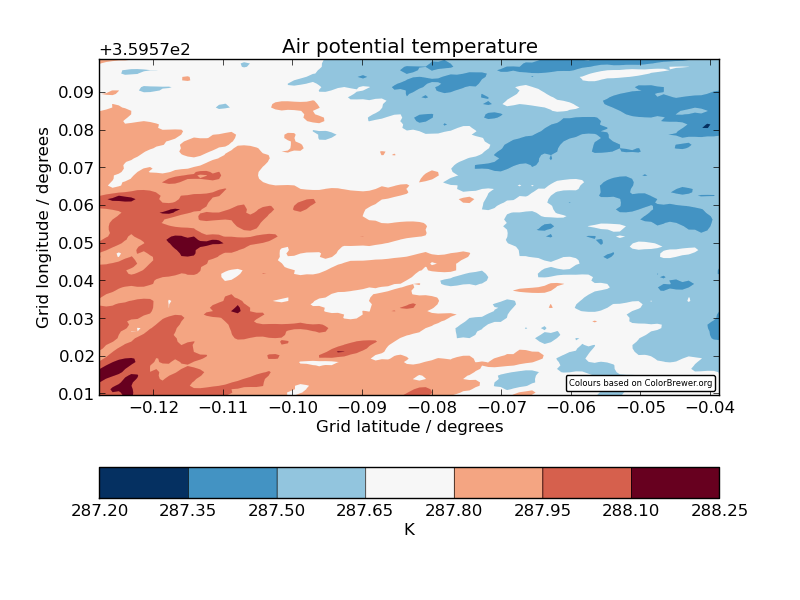 +3.5957e2
Air potential temperature
Grid longitude / degrees
0.09
0.08
0.07
0.06
0.05
0.04
0.03
0.02
0.01
Colours based on ColorBrewer.org
−0.12 −0.11 −0.10 −0.09 −0.08 −0.07 −0.06 −0.05 −0.04
Grid latitude / degrees
287.20 287.35 287.50 287.65 287.80 287.95 288.10 288.25
K